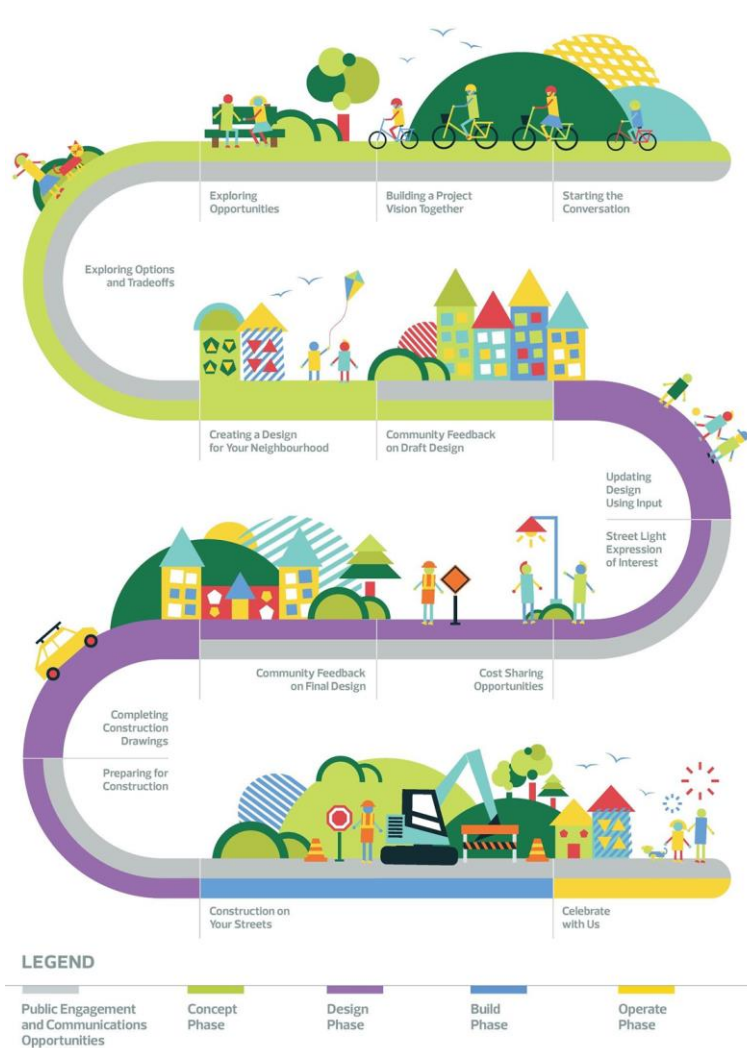 Exploring
Opportunities
Building a Project
Vision Together
Starting the
Conversation
Exploring Options
and Tradeoffs
Creating a Design
for Your Neighbourhood
Community Feedback
on Draft Design
Updating
Design
Using Input
Street Light
Expression
of Interest
Community Feedback
on Final Design
Cost Sharing
Opportunities
Completing
Construction
Drawings
Preparing for
Construction
Construction on
Your Streets
Celebrate
with Us
LEGEND
Public Engagement
and Communications
Opportunities
Concept
Phase
Design
Phase
Build
Phase
Operate
Phase